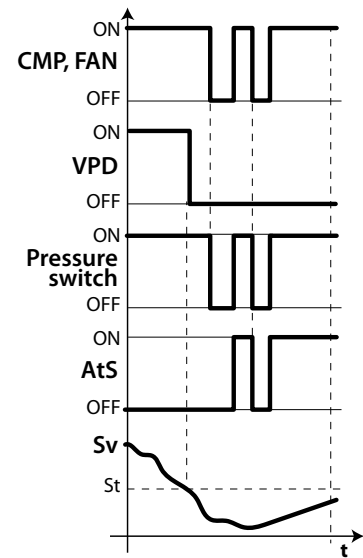 ON
CMP, FAN
OFF
ON
VPD
OFF
ON
Pressure
switch
OFF
ON
AtS
OFF
Sv
St
t